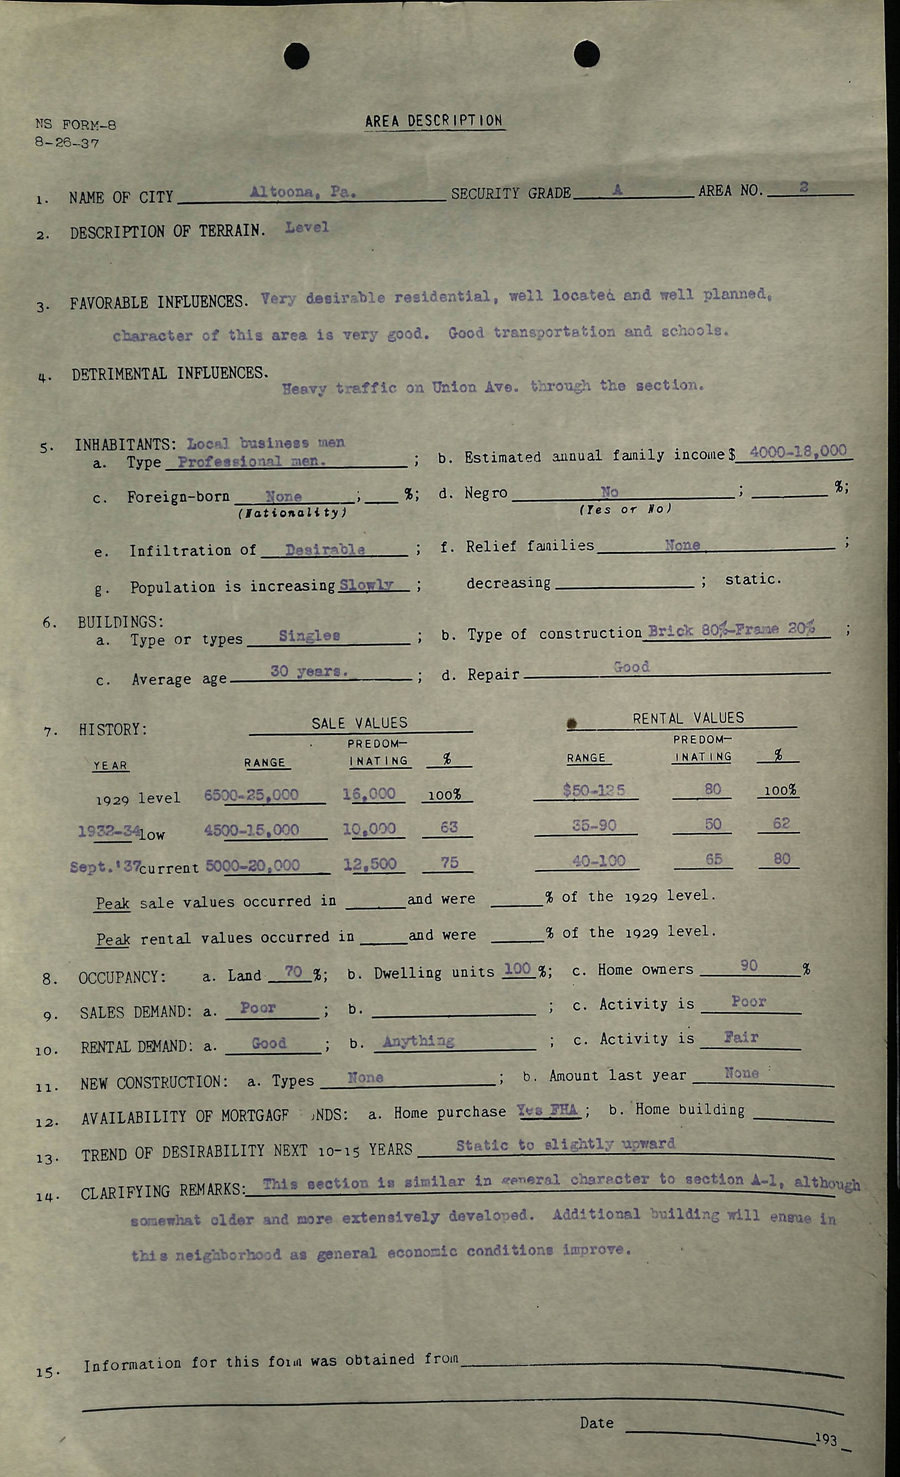 NS FORM-8
8-26-37
AREA DESCRIPTION
1. NAME OF CITY Altoona, Pa. SECURITY GRADE A AREA NO. 2
2. DESCRIPTION OF TERRAIN. Level
3. FAVORABLE INFLUENCES. Very desirable residential, well located and well planned,
character of this area is very good. Good transportation and schools.
4. DETRIMENTAL INFLUENCES.
Heavy traffic on Union Ave. through the section.
5. INHABITANTS: Local business men
a. Type Professional men. ; b. Estimated annual family income $ 4000-18,000
c. Foreign-born None ; %; d. Negro No ; %;
(Nationality) (Yes or No)
e. Infiltration of Desirable ; f. Relief families None ;
g. Population is increasing Slowly ; decreasing ; static.
6. BUILDINGS:
a. Type or types Singles ; b. Type of construction Brick 80%-Frame 20% ;
c. Average age 30 years. ; d. Repair Good
7. HISTORY: SALE VALUES RENTAL VALUES
PREDOM- PREDOM-
YEAR RANGE INATING % RANGE INATING %
1929 level 6500-25,000 16,000 100% $50-125 80 100%
1932-34 low 4500-15,000 10,000 63 35-90 50 62
Sept.'37 current 5000-20,000 12,500 75 40-100 65 80
Peak sale values occurred in and were % of the 1929 level.
Peak rental values occurred in and were % of the 1929 level.
8. OCCUPANCY: a. Land 70 %; b. Dwelling units 100 %; c. Home owners 90 %
9. SALES DEMAND: a. Poor ; b. ; c. Activity is Poor
10. RENTAL DEMAND: a. Good ; b. Anything ; c. Activity is Fair
11. NEW CONSTRUCTION: a. Types None ; b. Amount last year None
12. AVAILABILITY OF MORTGAGE NDS: a. Home purchase Yes FHA ; b. Home building
13. TREND OF DESIRABILITY NEXT 10-15 YEARS Static to slightly upward
14. CLARIFYING REMARKS: This section is similar in general character to section A-1, although
somewhat older and more extensively developed. Additional building will ensue in
this neighborhood as general economic conditions improve.
15. Information for this form was obtained from
Date 193